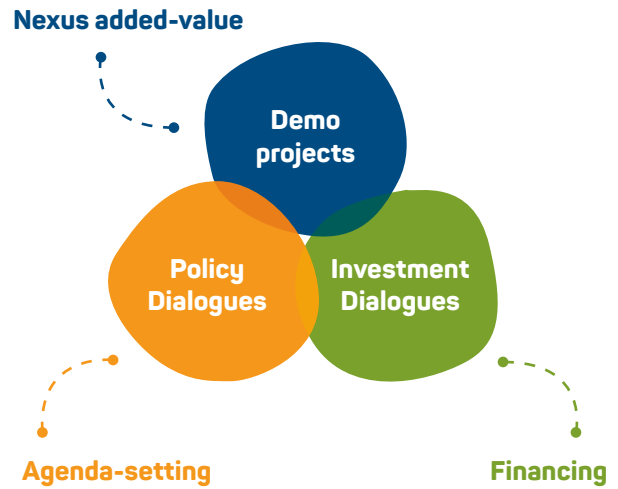 Nexus added-value
Demo
projects
Policy
Dialogues
Investment
Dialogues
Agenda-setting
Financing